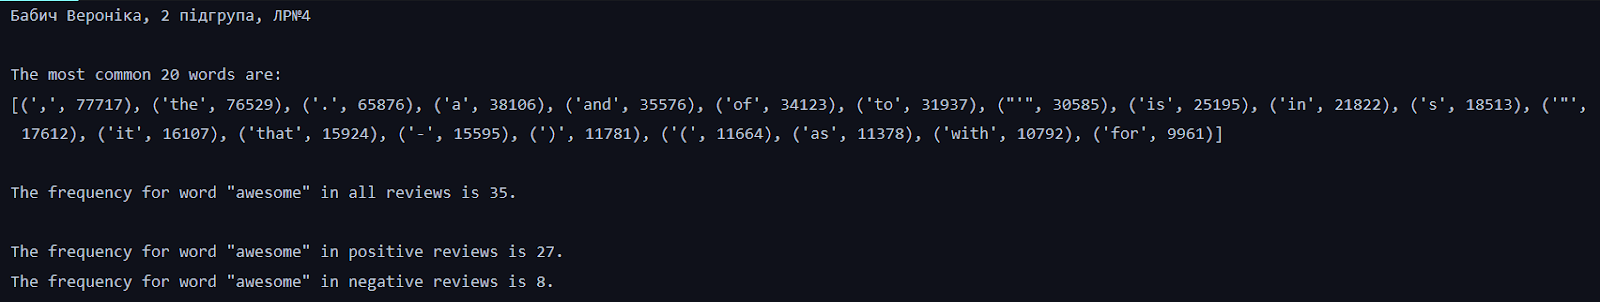 Бабич Вероніка, 2 підгрупа, ЛР№4
The most common 20 words are:
[(',', 77717), ('the', 76529), ('.', 65876), ('a', 38106), ('and', 35576), ('of', 34123), ('to', 31937), ("'", 30585), ('is', 25195), ('in', 21822), ('s', 18513), ('"',
17612), ('it', 16107), ('that', 15924), ('-', 15595), (')', 11781), ('(', 11664), ('as', 11378), ('with', 10792), ('for', 9961)]
The frequency for word "awesome" in all reviews is 35.
The frequency for word "awesome" in positive reviews is 27.
The frequency for word "awesome" in negative reviews is 8.